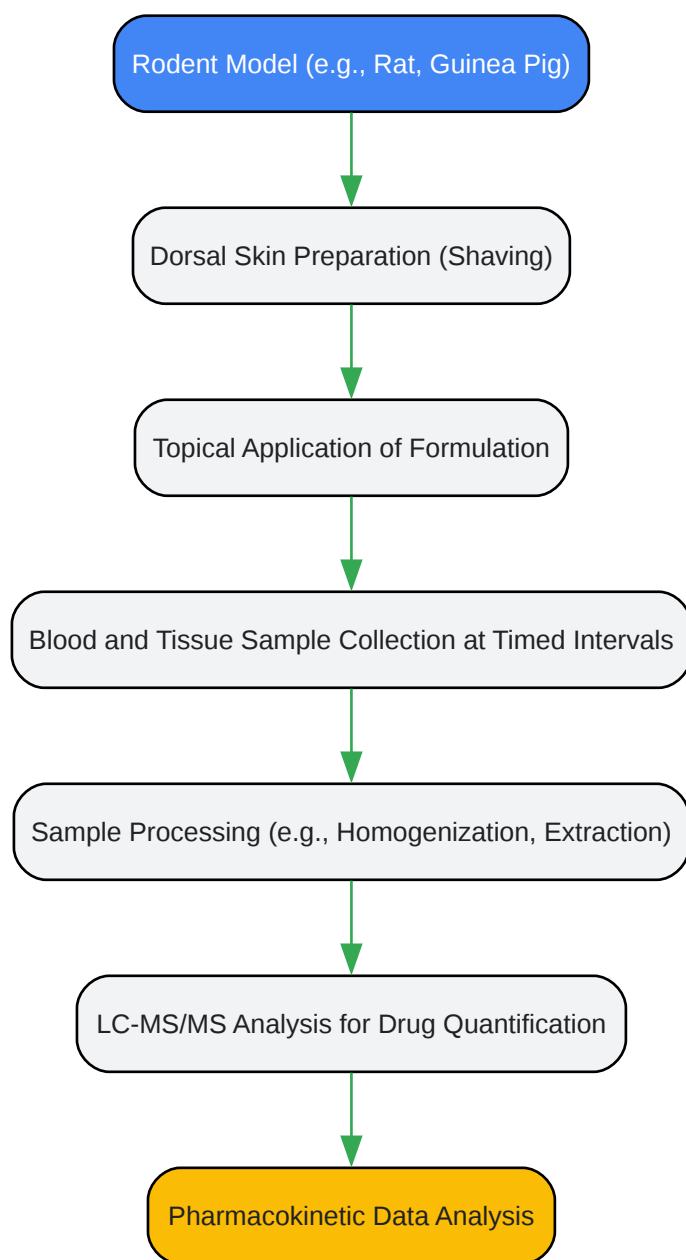 Rodent Model (e.g., Rat, Guinea Pig)
Dorsal Skin Preparation (Shaving)
Topical Application of Formulation
Blood and Tissue Sample Collection at Timed Intervals
Sample Processing (e.g., Homogenization, Extraction)
LC-MS/MS Analysis for Drug Quantification
Pharmacokinetic Data Analysis